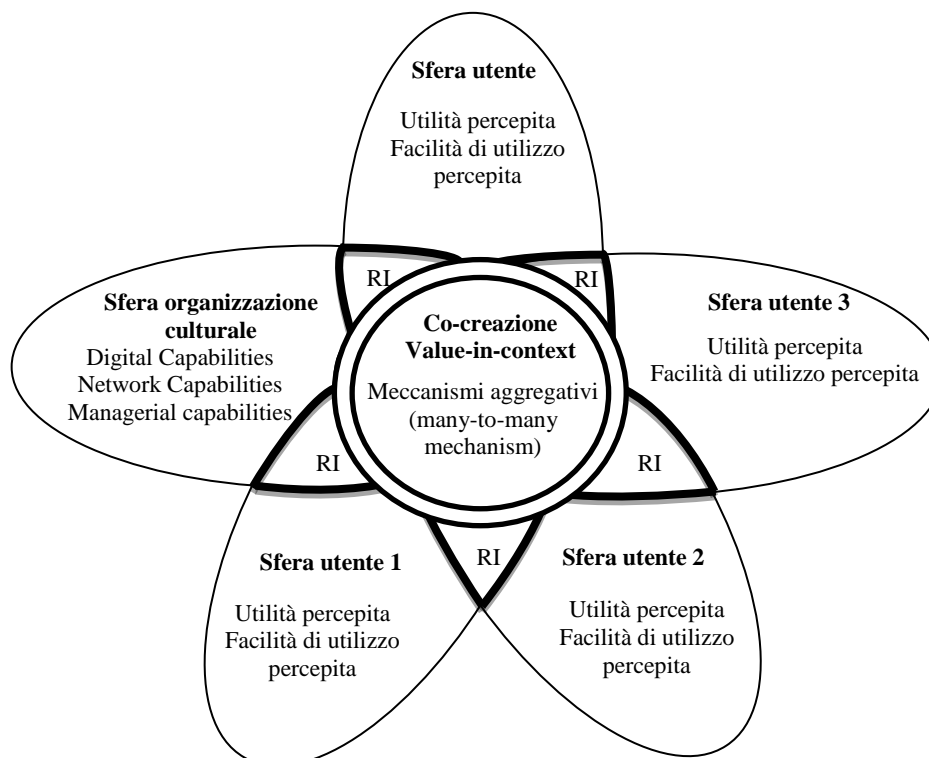 Sfera utente
Utilità percepita
Facilità di utilizzo
percepita
RI
RI
Sfera organizzazione
culturale
Digital Capabilities
Network Capabilities
Managerial capabilities
Co-creazione
Value-in-context
Meccanismi aggregativi
(many-to-many
mechanism)
Sfera utente 3
Utilità percepita
Facilità di utilizzo percepita
RI
RI
RI
Sfera utente 1
Utilità percepita
Facilità di utilizzo
percepita
Sfera utente 2
Utilità percepita
Facilità di utilizzo
percepita